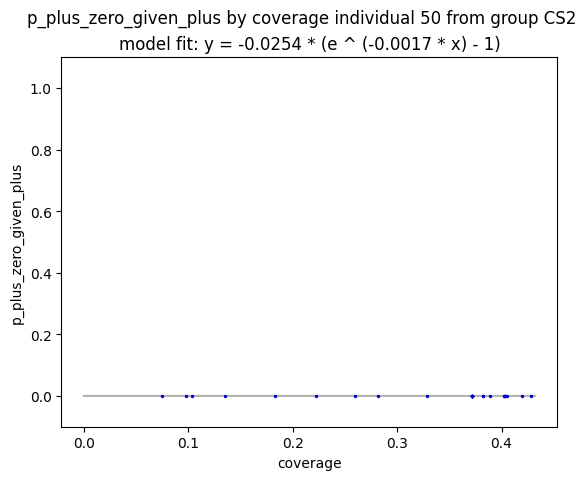 p_plus_zero_given_plus by coverage individual 50 from group CS2
model fit: y = -0.0254 * (e ^ (-0.0017 * x) - 1)
1.0
0.8
0.6
0.4
0.2
0.0
p_plus_zero_given_plus
0.0 0.1 0.2 0.3 0.4
coverage